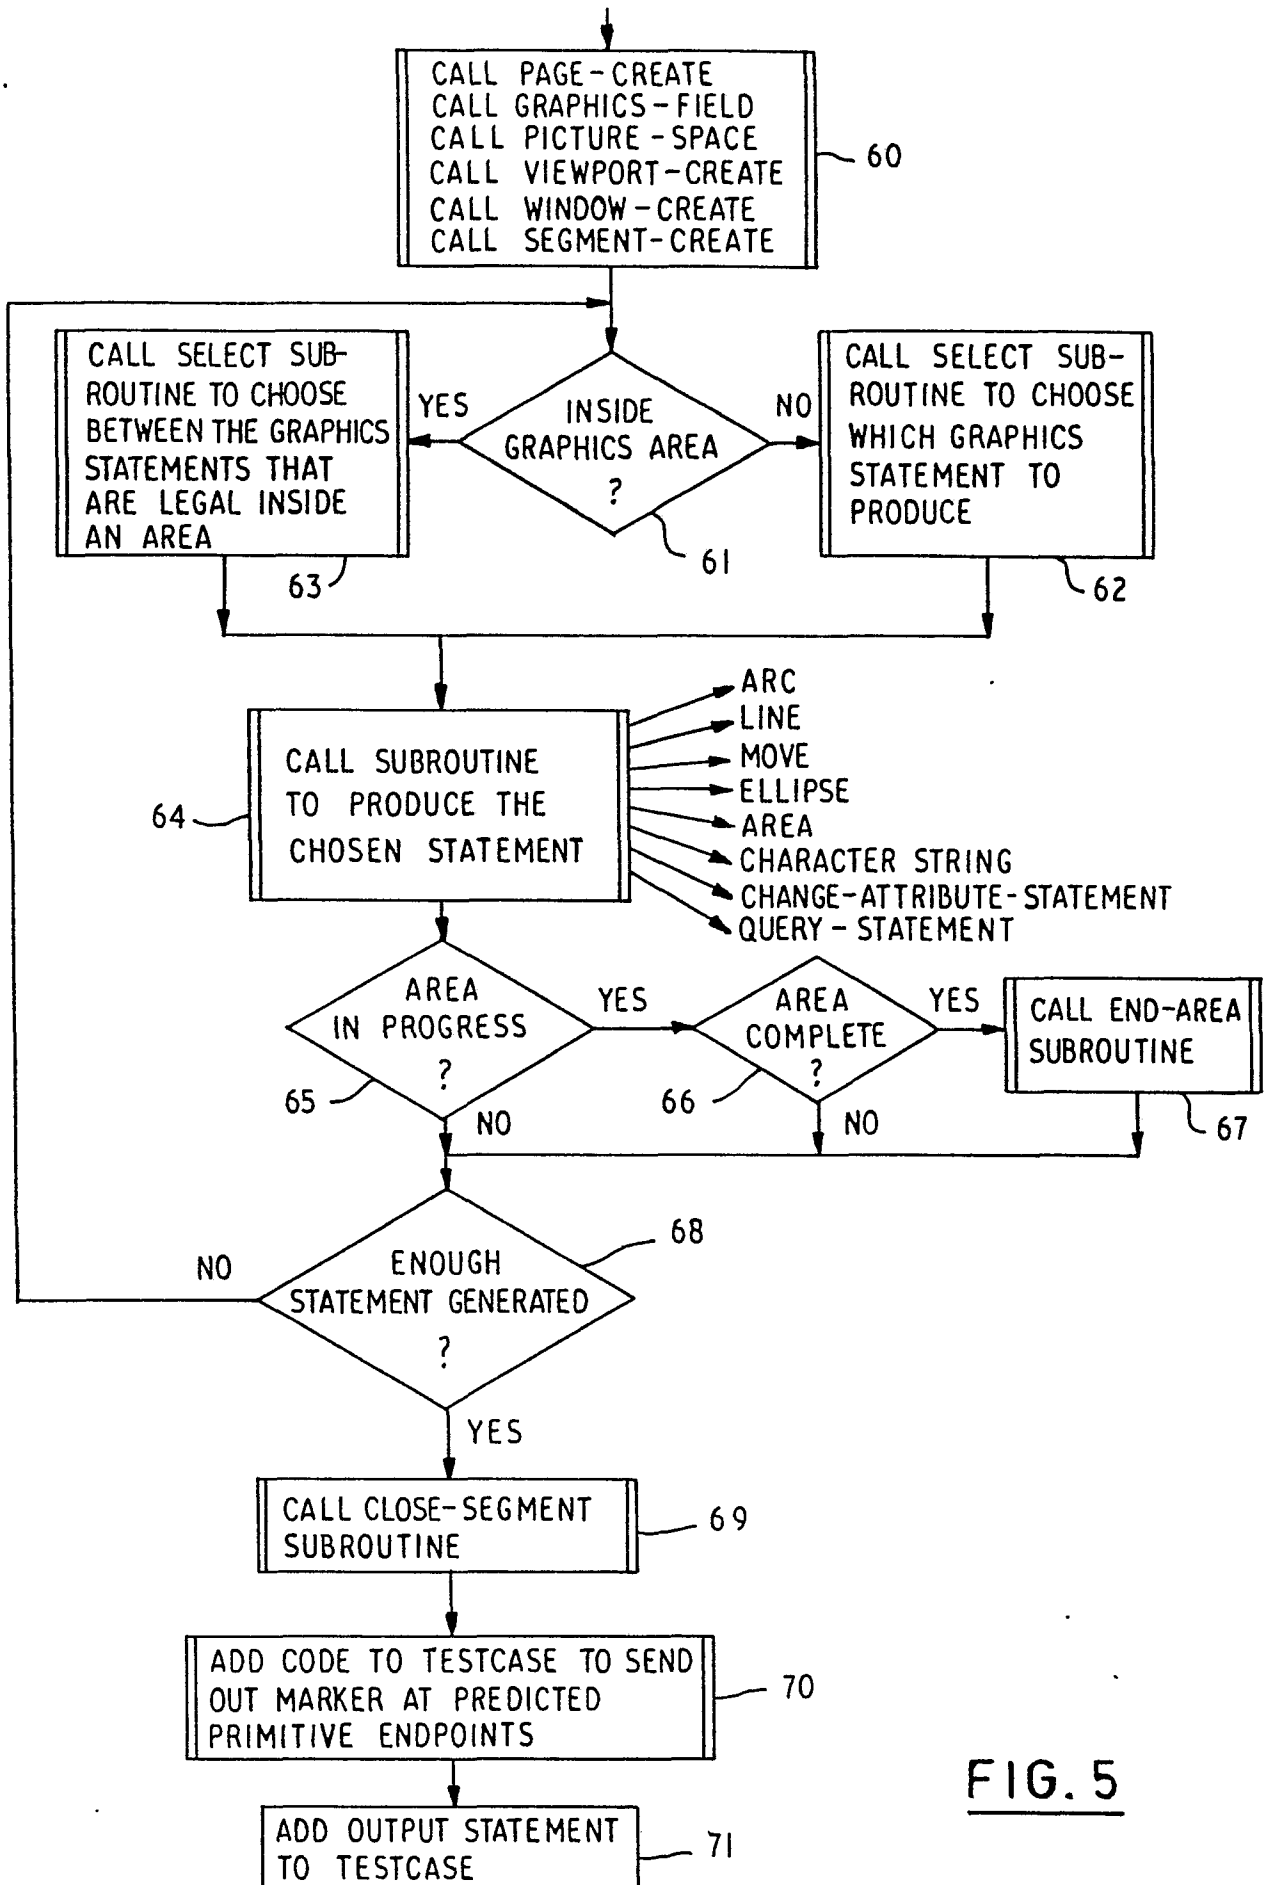 CALL PAGE-CREATE
CALL GRAPHICS-FIELD
CALL PICTURE-SPACE
CALL VIEWPORT-CREATE
CALL WINDOW-CREATE
CALL SEGMENT-CREATE
60
CALL SELECT SUB-
ROUTINE TO CHOOSE
BETWEEN THE GRAPHICS
STATEMENTS THAT
ARE LEGAL INSIDE
AN AREA
63
YES
INSIDE
GRAPHICS AREA
?
61
NO
CALL SELECT SUB-
ROUTINE TO CHOOSE
WHICH GRAPHICS
STATEMENT TO
PRODUCE
62
CALL SUBROUTINE
TO PRODUCE THE
CHOSEN STATEMENT
64
ARC
LINE
MOVE
ELLIPSE
AREA
CHARACTER STRING
CHANGE-ATTRIBUTE-STATEMENT
QUERY-STATEMENT
AREA
IN PROGRESS
?
65
YES
NO
AREA
COMPLETE
?
66
YES
NO
CALL END-AREA
SUBROUTINE
67
ENOUGH
STATEMENT GENERATED
?
68
NO
YES
CALL CLOSE-SEGMENT
SUBROUTINE
69
ADD CODE TO TESTCASE TO SEND
OUT MARKER AT PREDICTED
PRIMITIVE ENDPOINTS
70
ADD OUTPUT STATEMENT
TO TESTCASE
71
FIG. 5